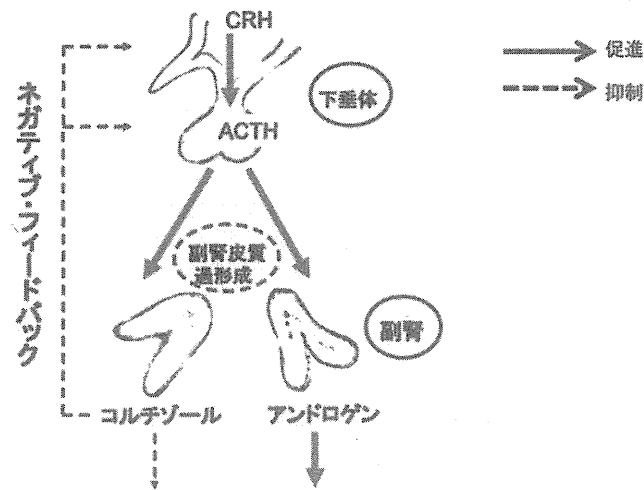 CRH
促進
抑制
下垂体
ACTH
ネガティブ・フィードバック
副腎皮質
過形成
副腎
コルチゾール
アンドロゲン